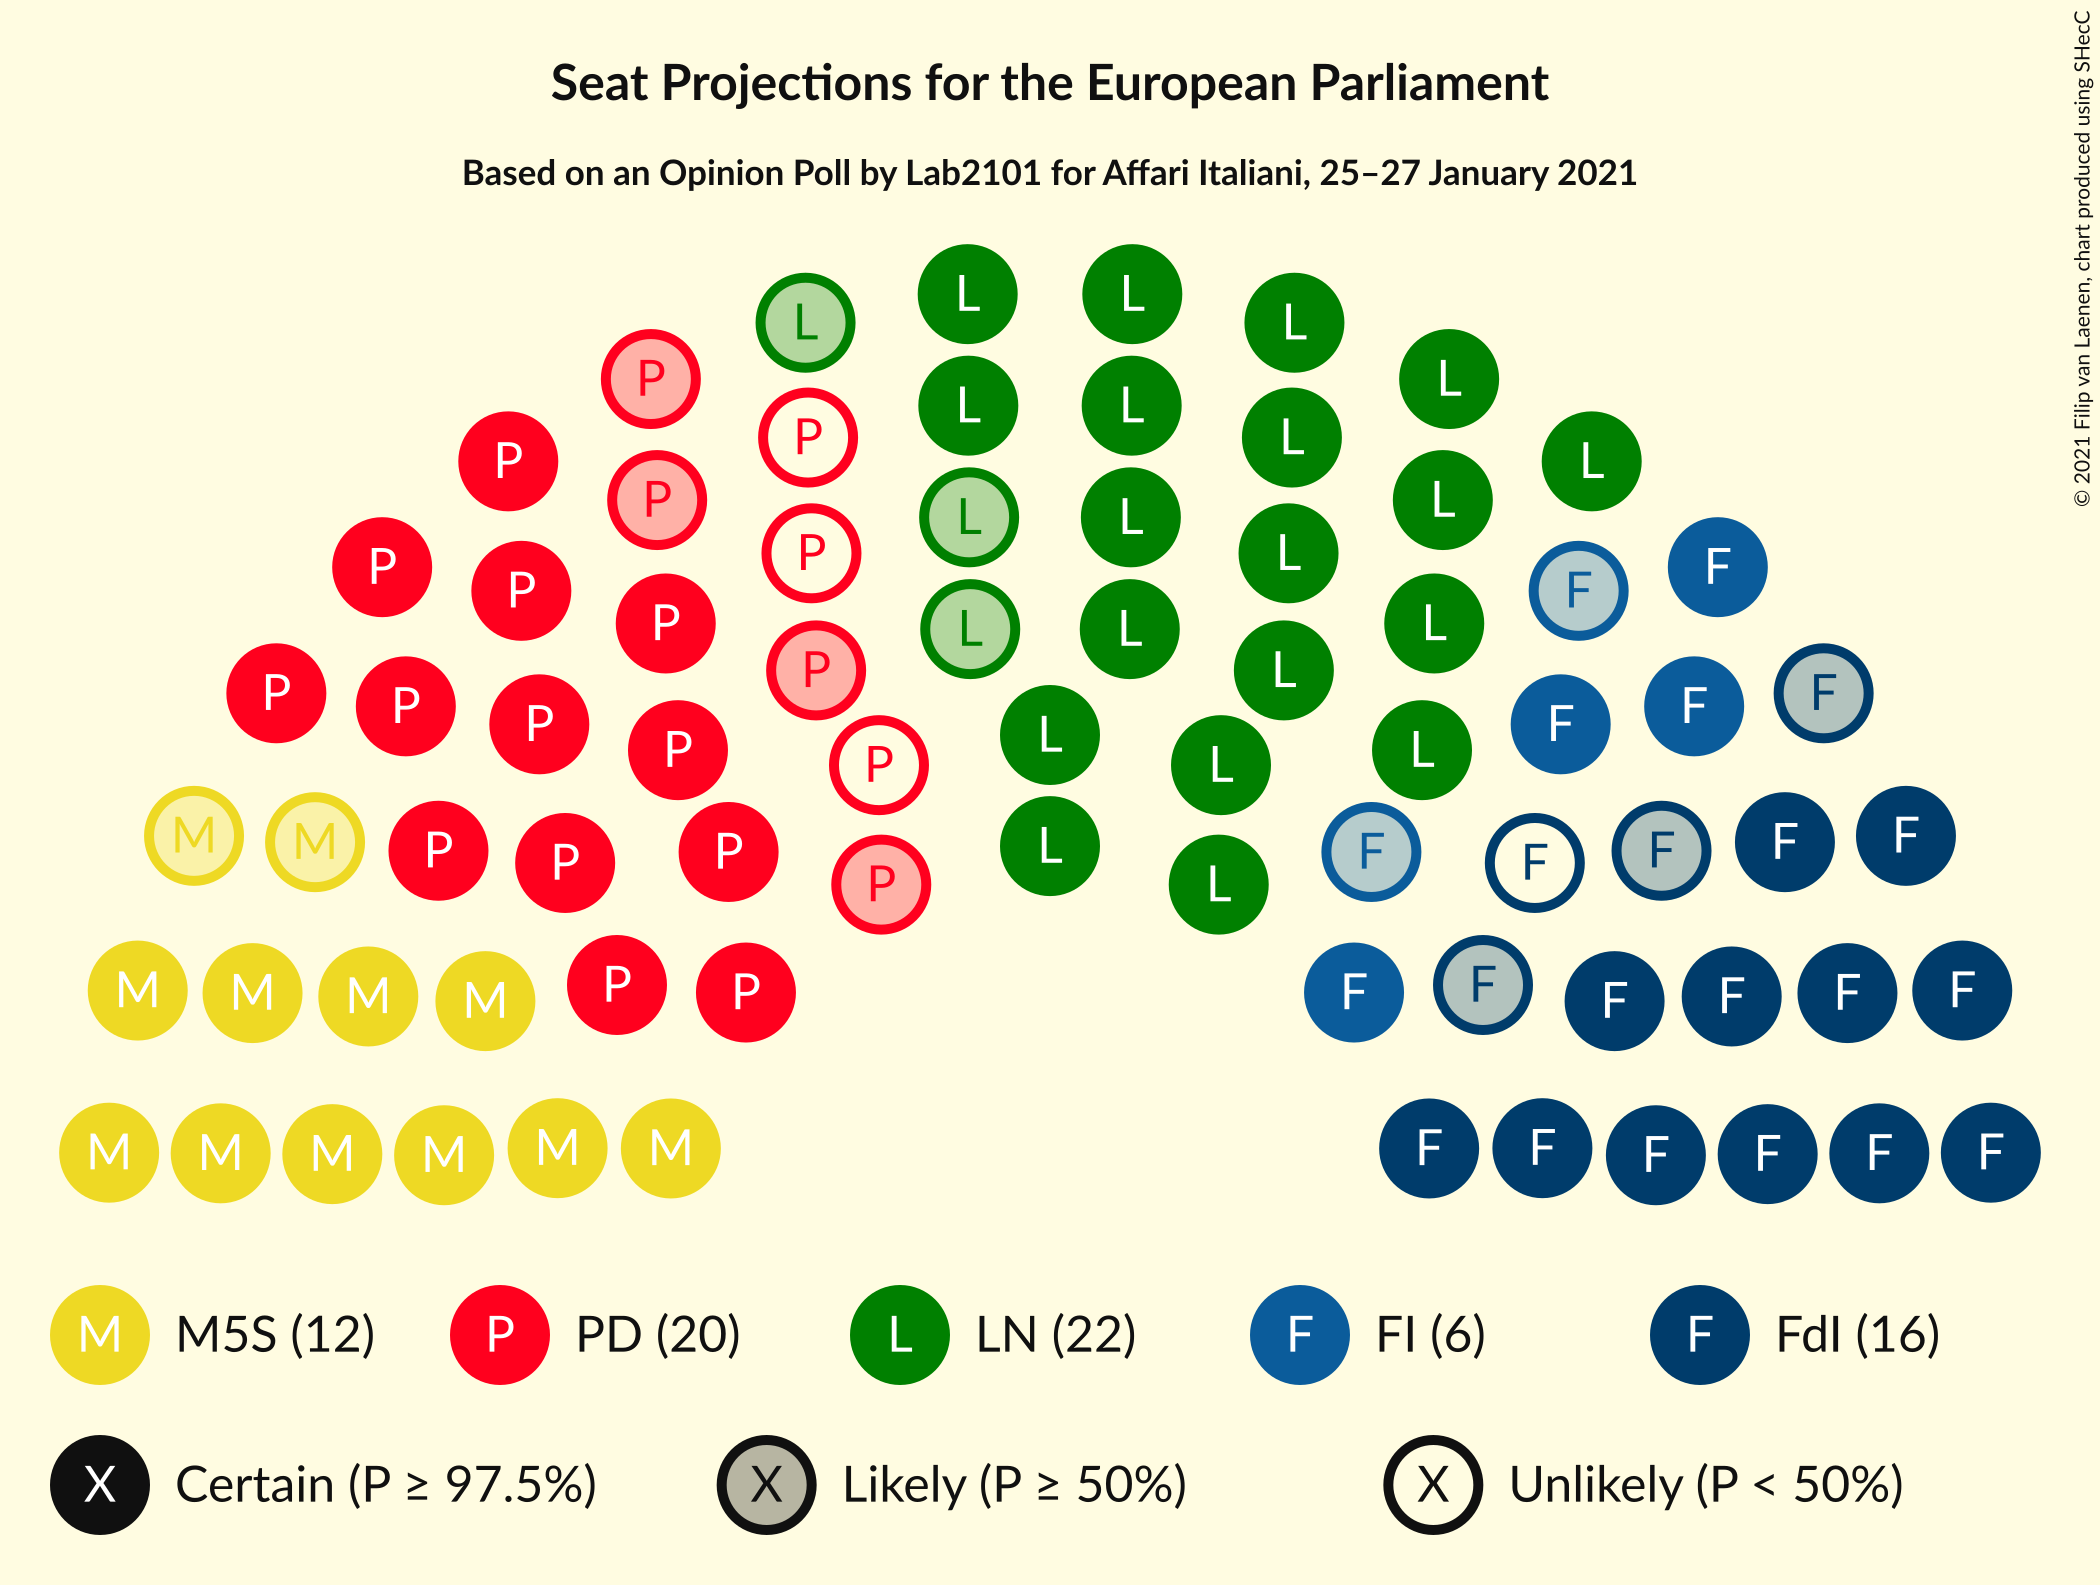 Seat Projections for the European Parliament
Based on an Opinion Poll by Lab2101 for Affari Italiani, 25–27 January 2021
© 2021 Filip van Laenen, chart produced using SHecC
L L
L L
P L
L L
P L
P L
P P L
L L
P L
P F F
P L L
P L
P P F
P L F F
P P L
P L F
M M P P P F F F F F
P L L
M M M M P P F F F F F F
M M M M M M F F F F F F
M M5S (12) P PD (20) L LN (22) F FI (6) F FdI (16)
X Certain (P ≥ 97.5%) X Likely (P ≥ 50%) X Unlikely (P < 50%)